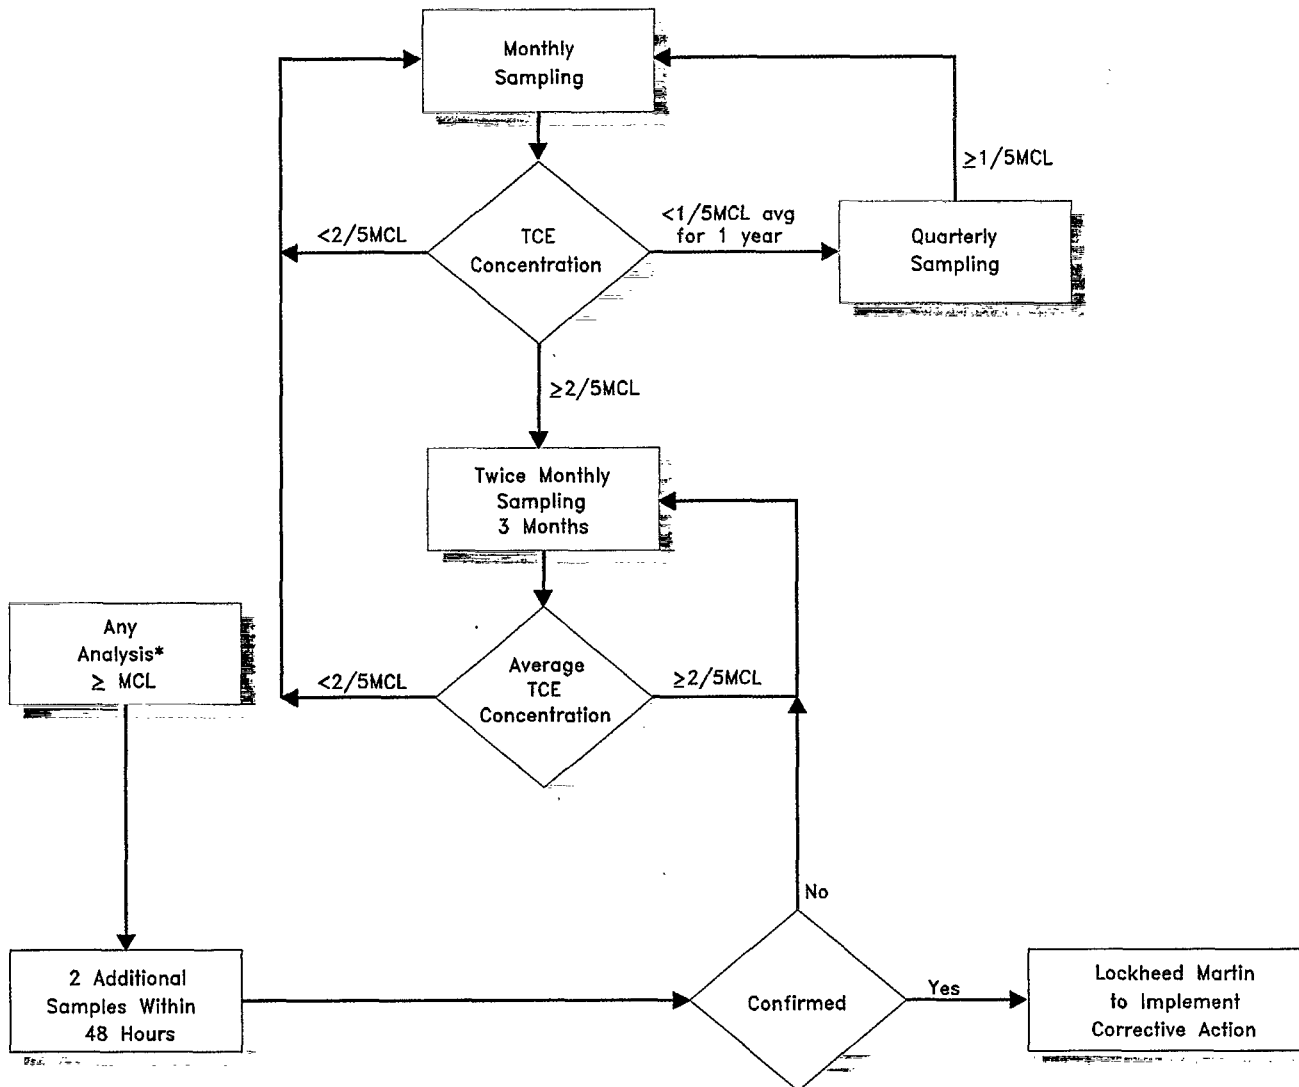 Monthly
Sampling
≥1/5MCL
<2/5MCL
TCE
Concentration
<1/5MCL avg
for 1 year
Quarterly
Sampling
≥2/5MCL
Twice Monthly
Sampling
3 Months
Any
Analysis*
≥ MCL
<2/5MCL
Average
TCE
Concentration
≥2/5MCL
No
2 Additional
Samples Within
48 Hours
Confirmed
Yes
Lockheed Martin
to Implement
Corrective Action